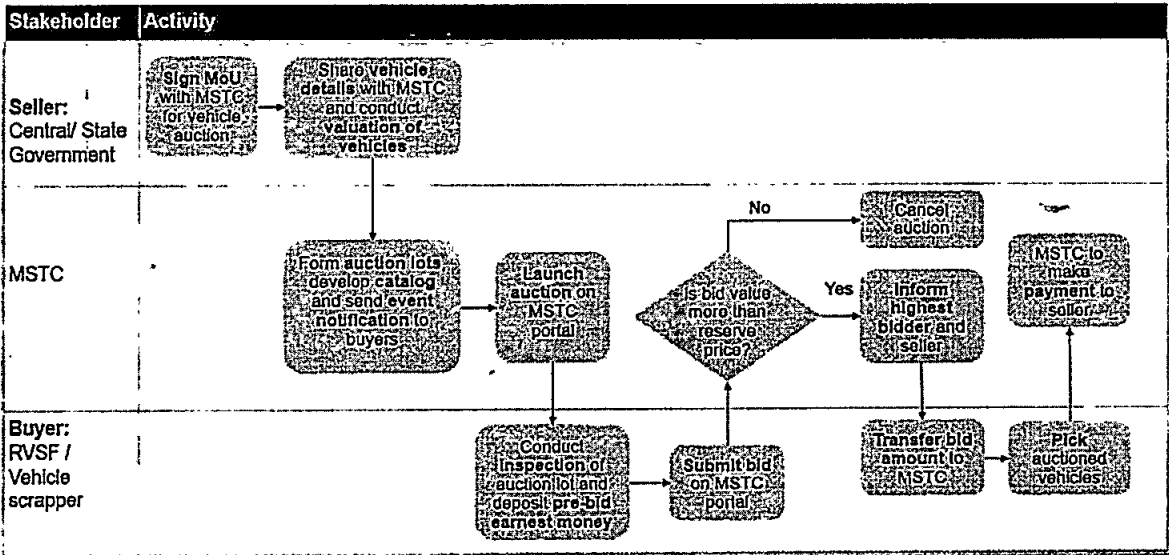 Stakeholder Activity
Seller:
Central/ State
Government
Sign MoU
with MSTC
for vehicle
auction
Share vehicle
details with MSTC
and conduct
valuation of
vehicles
MSTC
Form auction lots
develop catalog
and send event
notification to
buyers
Launch
auction on
MSTC
portal
Is bid value
more than
reserve
price?
No
Cancel
auction
Yes
Inform
highest
bidder and
seller
MSTC to
make
payment to
seller
Buyer:
RVSF /
Vehicle
scrapper
Conduct
inspection of
auction lot and
deposit pre-bid
earnest money
Submit bid
on MSTC
portal
Transfer bid
amount to
MSTC
Pick
auctioned
vehicles